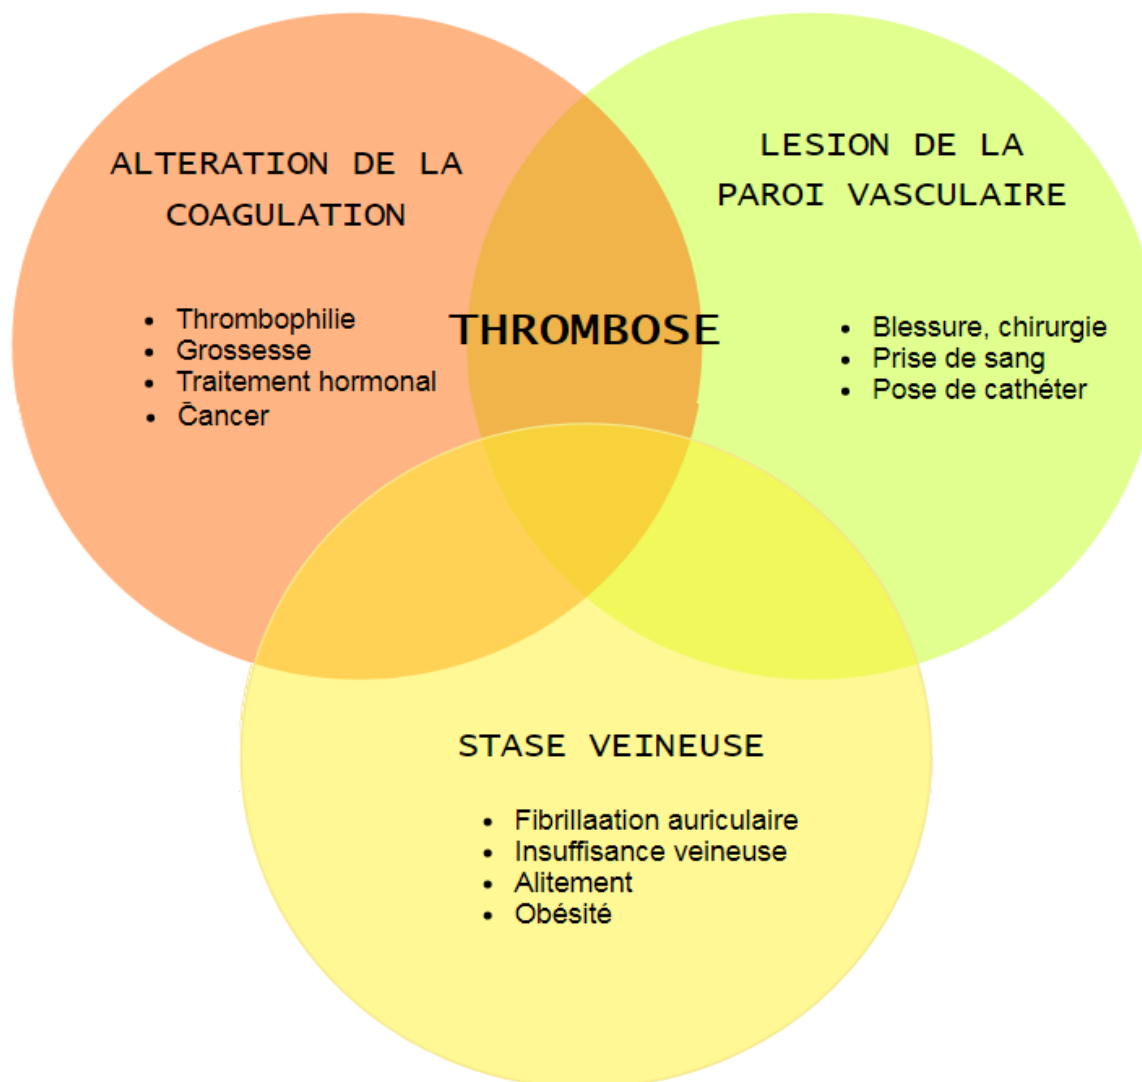 ALTERATION DE LA
COAGULATION
• Thrombophilie
• Grossesse
• Traitement hormonal
• C̄ancer
THROMBOSE
LESION DE LA
PAROI VASCULAIRE
• Blessure, chirurgie
• Prise de sang
• Pose de cathéter
STASE VEINEUSE
• Fibrillaation auriculaire
• Insuffisance veineuse
• Alitement
• Obésité